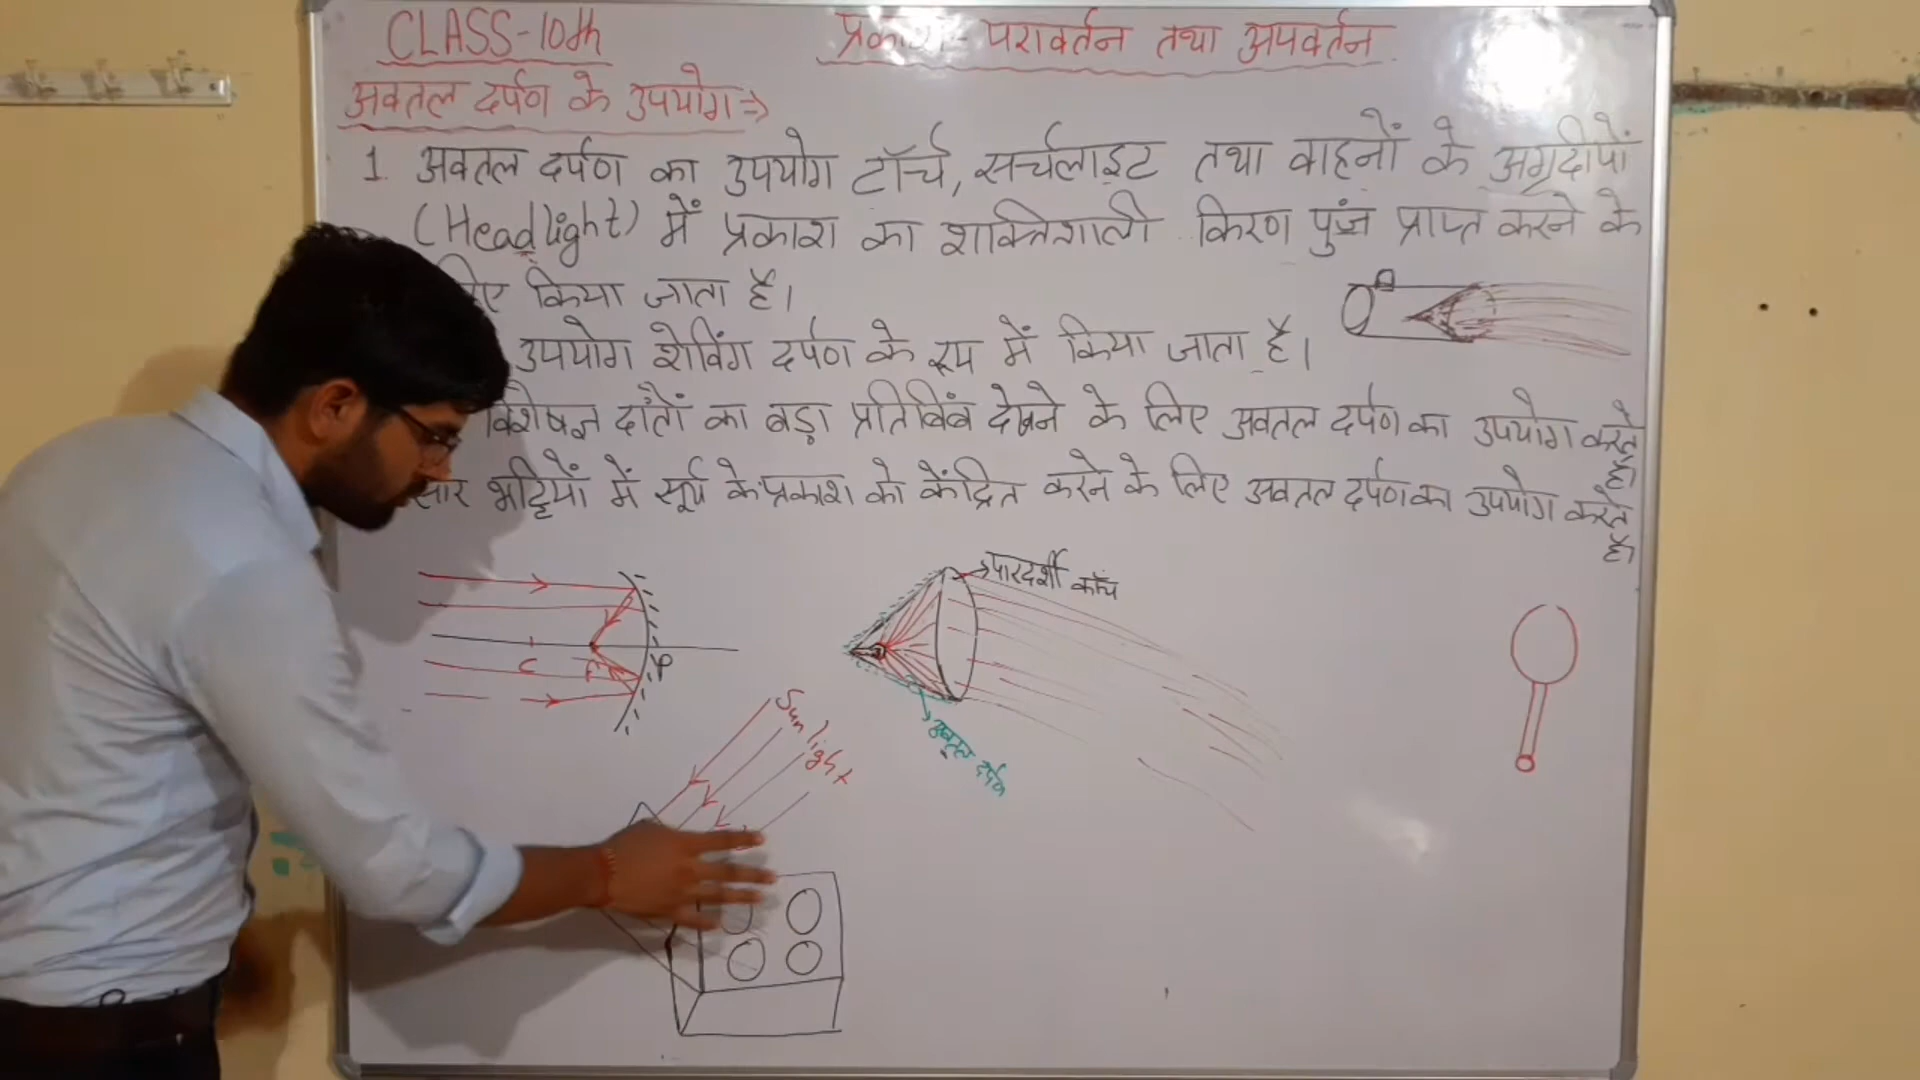 CLASS-10th
प्रकाश- परावर्तन तथा अपवर्तन
अवतल दर्पण के उपयोग⇒
1. अवतल दर्पण का उपयोग टॉर्च, सर्चलाइट तथा वाहनों के अग्रदीपों
(Headlight) में प्रकाश का शक्तिशाली किरण पुंज प्राप्त करने के
लिए किया जाता है।
उपयोग शेविंग दर्पण के रूप में किया जाता है।
विशेषज्ञ दाँतों का बड़ा प्रतिबिंब देखने के लिए अवतल दर्पण का उपयोग करते
है।
भट्टियों में सूर्य के प्रकाश को केंद्रित करने के लिए अवतल दर्पण का उपयोग करते
है।
पारदर्शी काँच
C
F
P
अवतल दर्पण
Sun light